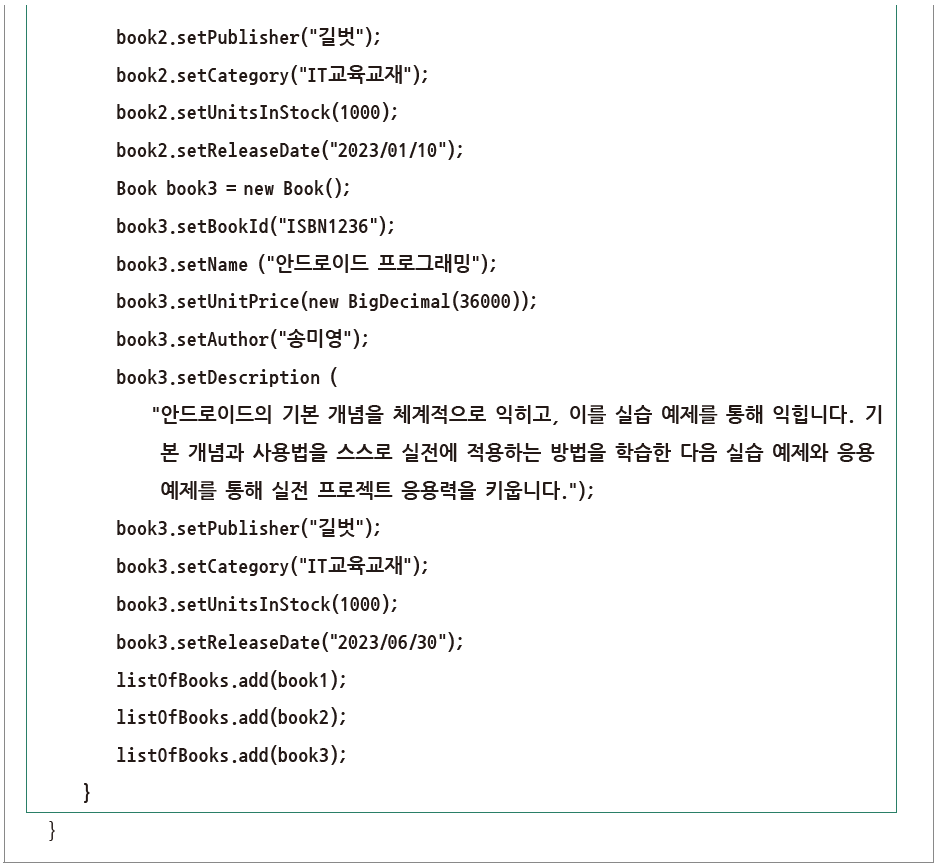 book2.setPublisher("길벗");
book2.setCategory("IT교육교재");
book2.setUnitsInStock(1000);
book2.setReleaseDate("2023/01/10");
Book book3 = new Book();
book3.setBookId("ISBN1236");
book3.setName ("안드로이드 프로그래밍");
book3.setUnitPrice(new BigDecimal(36000));
book3.setAuthor("송미영");
book3.setDescription (
"안드로이드의 기본 개념을 체계적으로 익히고, 이를 실습 예제를 통해 익힙니다. 기
본 개념과 사용법을 스스로 실전에 적용하는 방법을 학습한 다음 실습 예제와 응용
예제를 통해 실전 프로젝트 응용력을 키웁니다.");
book3.setPublisher("길벗");
book3.setCategory("IT교육교재");
book3.setUnitsInStock(1000);
book3.setReleaseDate("2023/06/30");
listOfBooks.add(book1);
listOfBooks.add(book2);
listOfBooks.add(book3);
}
}